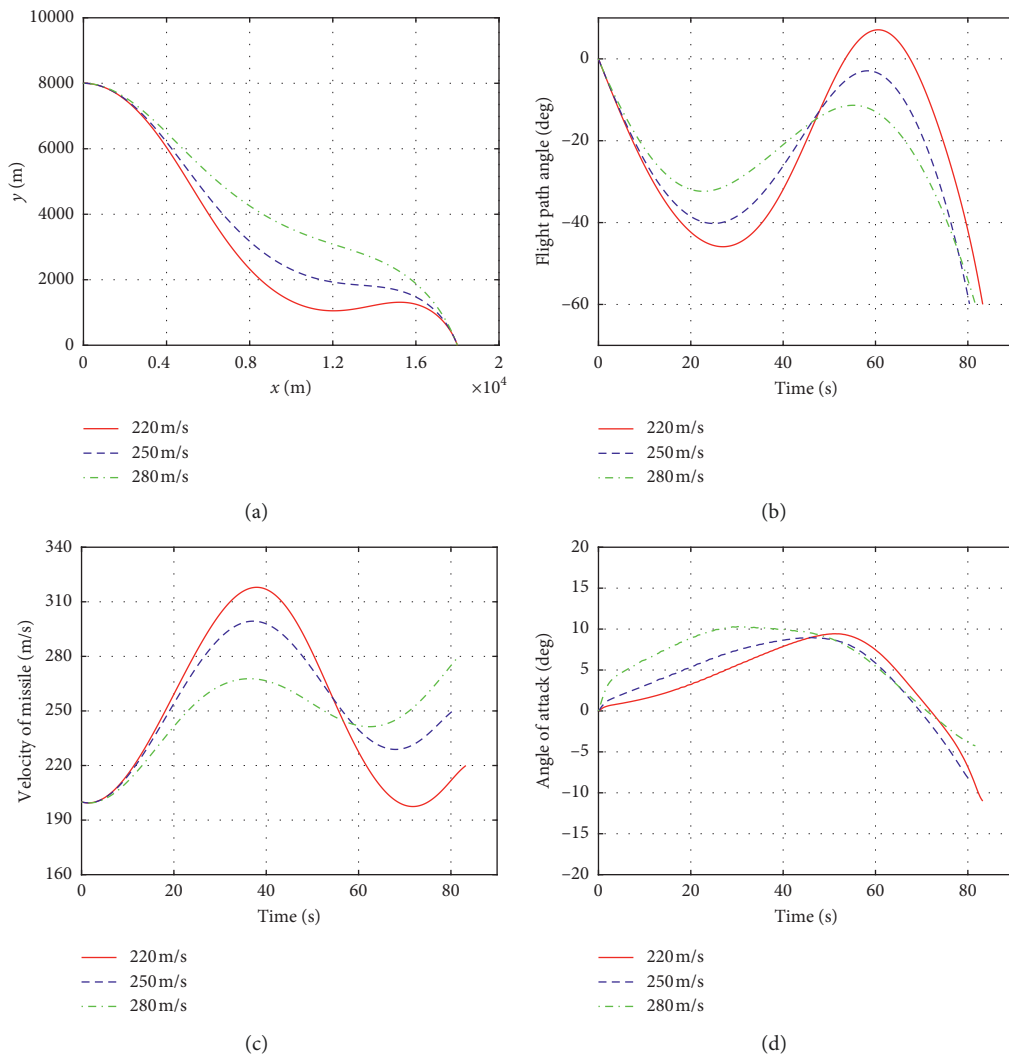 10000
8000
6000
4000
2000
0
y (m)
0 0.4 0.8 1.2 1.6 2
×10⁴
x (m)
220 m/s
250 m/s
280 m/s
(a)
0
–20
–40
–60
Flight path angle (deg)
0 20 40 60 80
Time (s)
220 m/s
250 m/s
280 m/s
(b)
340
310
280
250
220
190
160
Velocity of missile (m/s)
0 20 40 60 80
Time (s)
220 m/s
250 m/s
280 m/s
(c)
20
15
10
5
0
–5
–10
–15
–20
Angle of attack (deg)
0 20 40 60 80
Time (s)
220 m/s
250 m/s
280 m/s
(d)